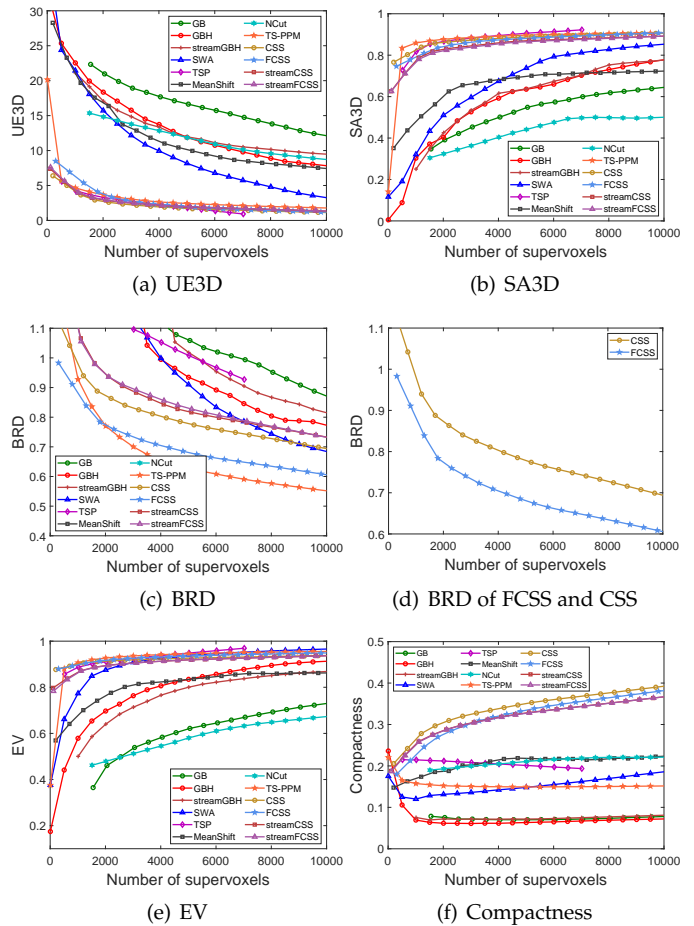 30
25
20
15
10
5
0
UE3D
GB
GBH
streamGBH
SWA
TSP
MeanShift
NCut
TS-PPM
CSS
FCSS
streamCSS
streamFCSS
0 2000 4000 6000 8000 10000
Number of supervoxels
(a) UE3D
1
0.8
0.6
0.4
0.2
0
SA3D
GB
GBH
streamGBH
SWA
TSP
MeanShift
NCut
TS-PPM
CSS
FCSS
streamCSS
streamFCSS
0 2000 4000 6000 8000 10000
Number of supervoxels
(b) SA3D
1.1
1
0.9
0.8
0.7
0.6
0.5
0.4
BRD
GB
GBH
streamGBH
SWA
TSP
MeanShift
NCut
TS-PPM
CSS
FCSS
streamCSS
streamFCSS
0 2000 4000 6000 8000 10000
Number of supervoxels
(c) BRD
1.1
1
0.9
0.8
0.7
0.6
BRD
CSS
FCSS
0 2000 4000 6000 8000 10000
Number of supervoxels
(d) BRD of FCSS and CSS
1
0.8
0.6
0.4
0.2
EV
GB
GBH
streamGBH
SWA
TSP
MeanShift
NCut
TS-PPM
CSS
FCSS
streamCSS
streamFCSS
0 2000 4000 6000 8000 10000
Number of supervoxels
(e) EV
0.5
0.4
0.3
0.2
0.1
0
Compactness
GB
GBH
streamGBH
SWA
TSP
MeanShift
NCut
TS-PPM
CSS
FCSS
streamCSS
streamFCSS
0 2000 4000 6000 8000 10000
Number of supervoxels
(f) Compactness